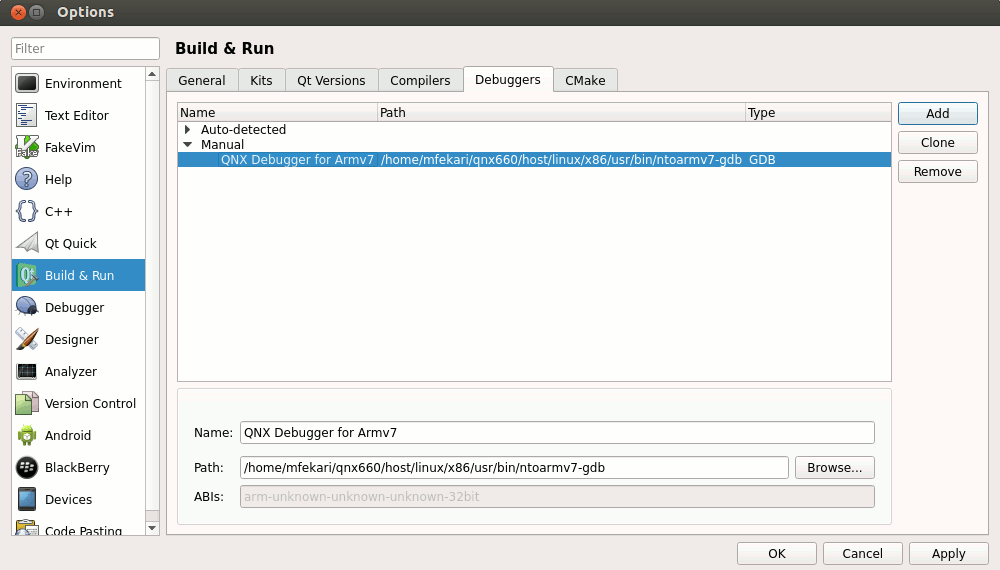 Options
Filter
Environment
Text Editor
FakeVim
Help
C++
Qt Quick
Build & Run
Debugger
Designer
Analyzer
Version Control
Android
BlackBerry
Devices
Code Pasting
Build & Run
General Kits Qt Versions Compilers Debuggers CMake
Name Path Type
Auto-detected
Manual
QNX Debugger for Armv7 /home/mfekari/qnx660/host/linux/x86/usr/bin/ntoarmv7-gdb GDB
Add
Clone
Remove
Name: QNX Debugger for Armv7
Path: /home/mfekari/qnx660/host/linux/x86/usr/bin/ntoarmv7-gdb Browse...
ABIs: arm-unknown-unknown-unknown-32bit
OK Cancel Apply